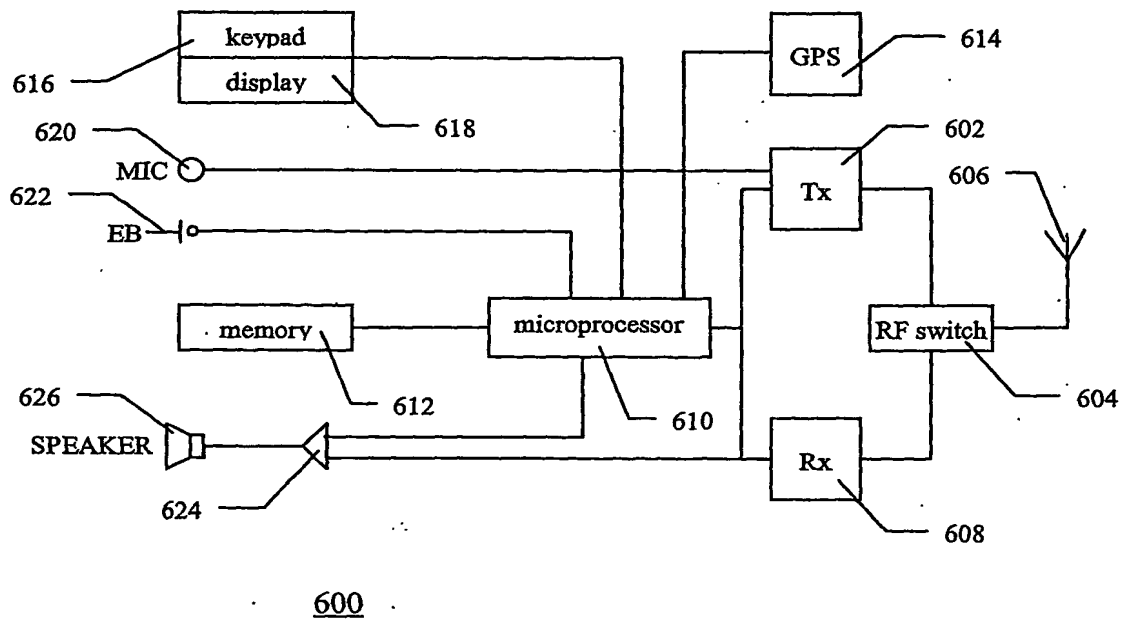 keypad
616
display
618
GPS
614
620
MIC
602
Tx
606
622
EB
memory
612
microprocessor
610
RF switch
604
626
SPEAKER
624
Rx
608
600